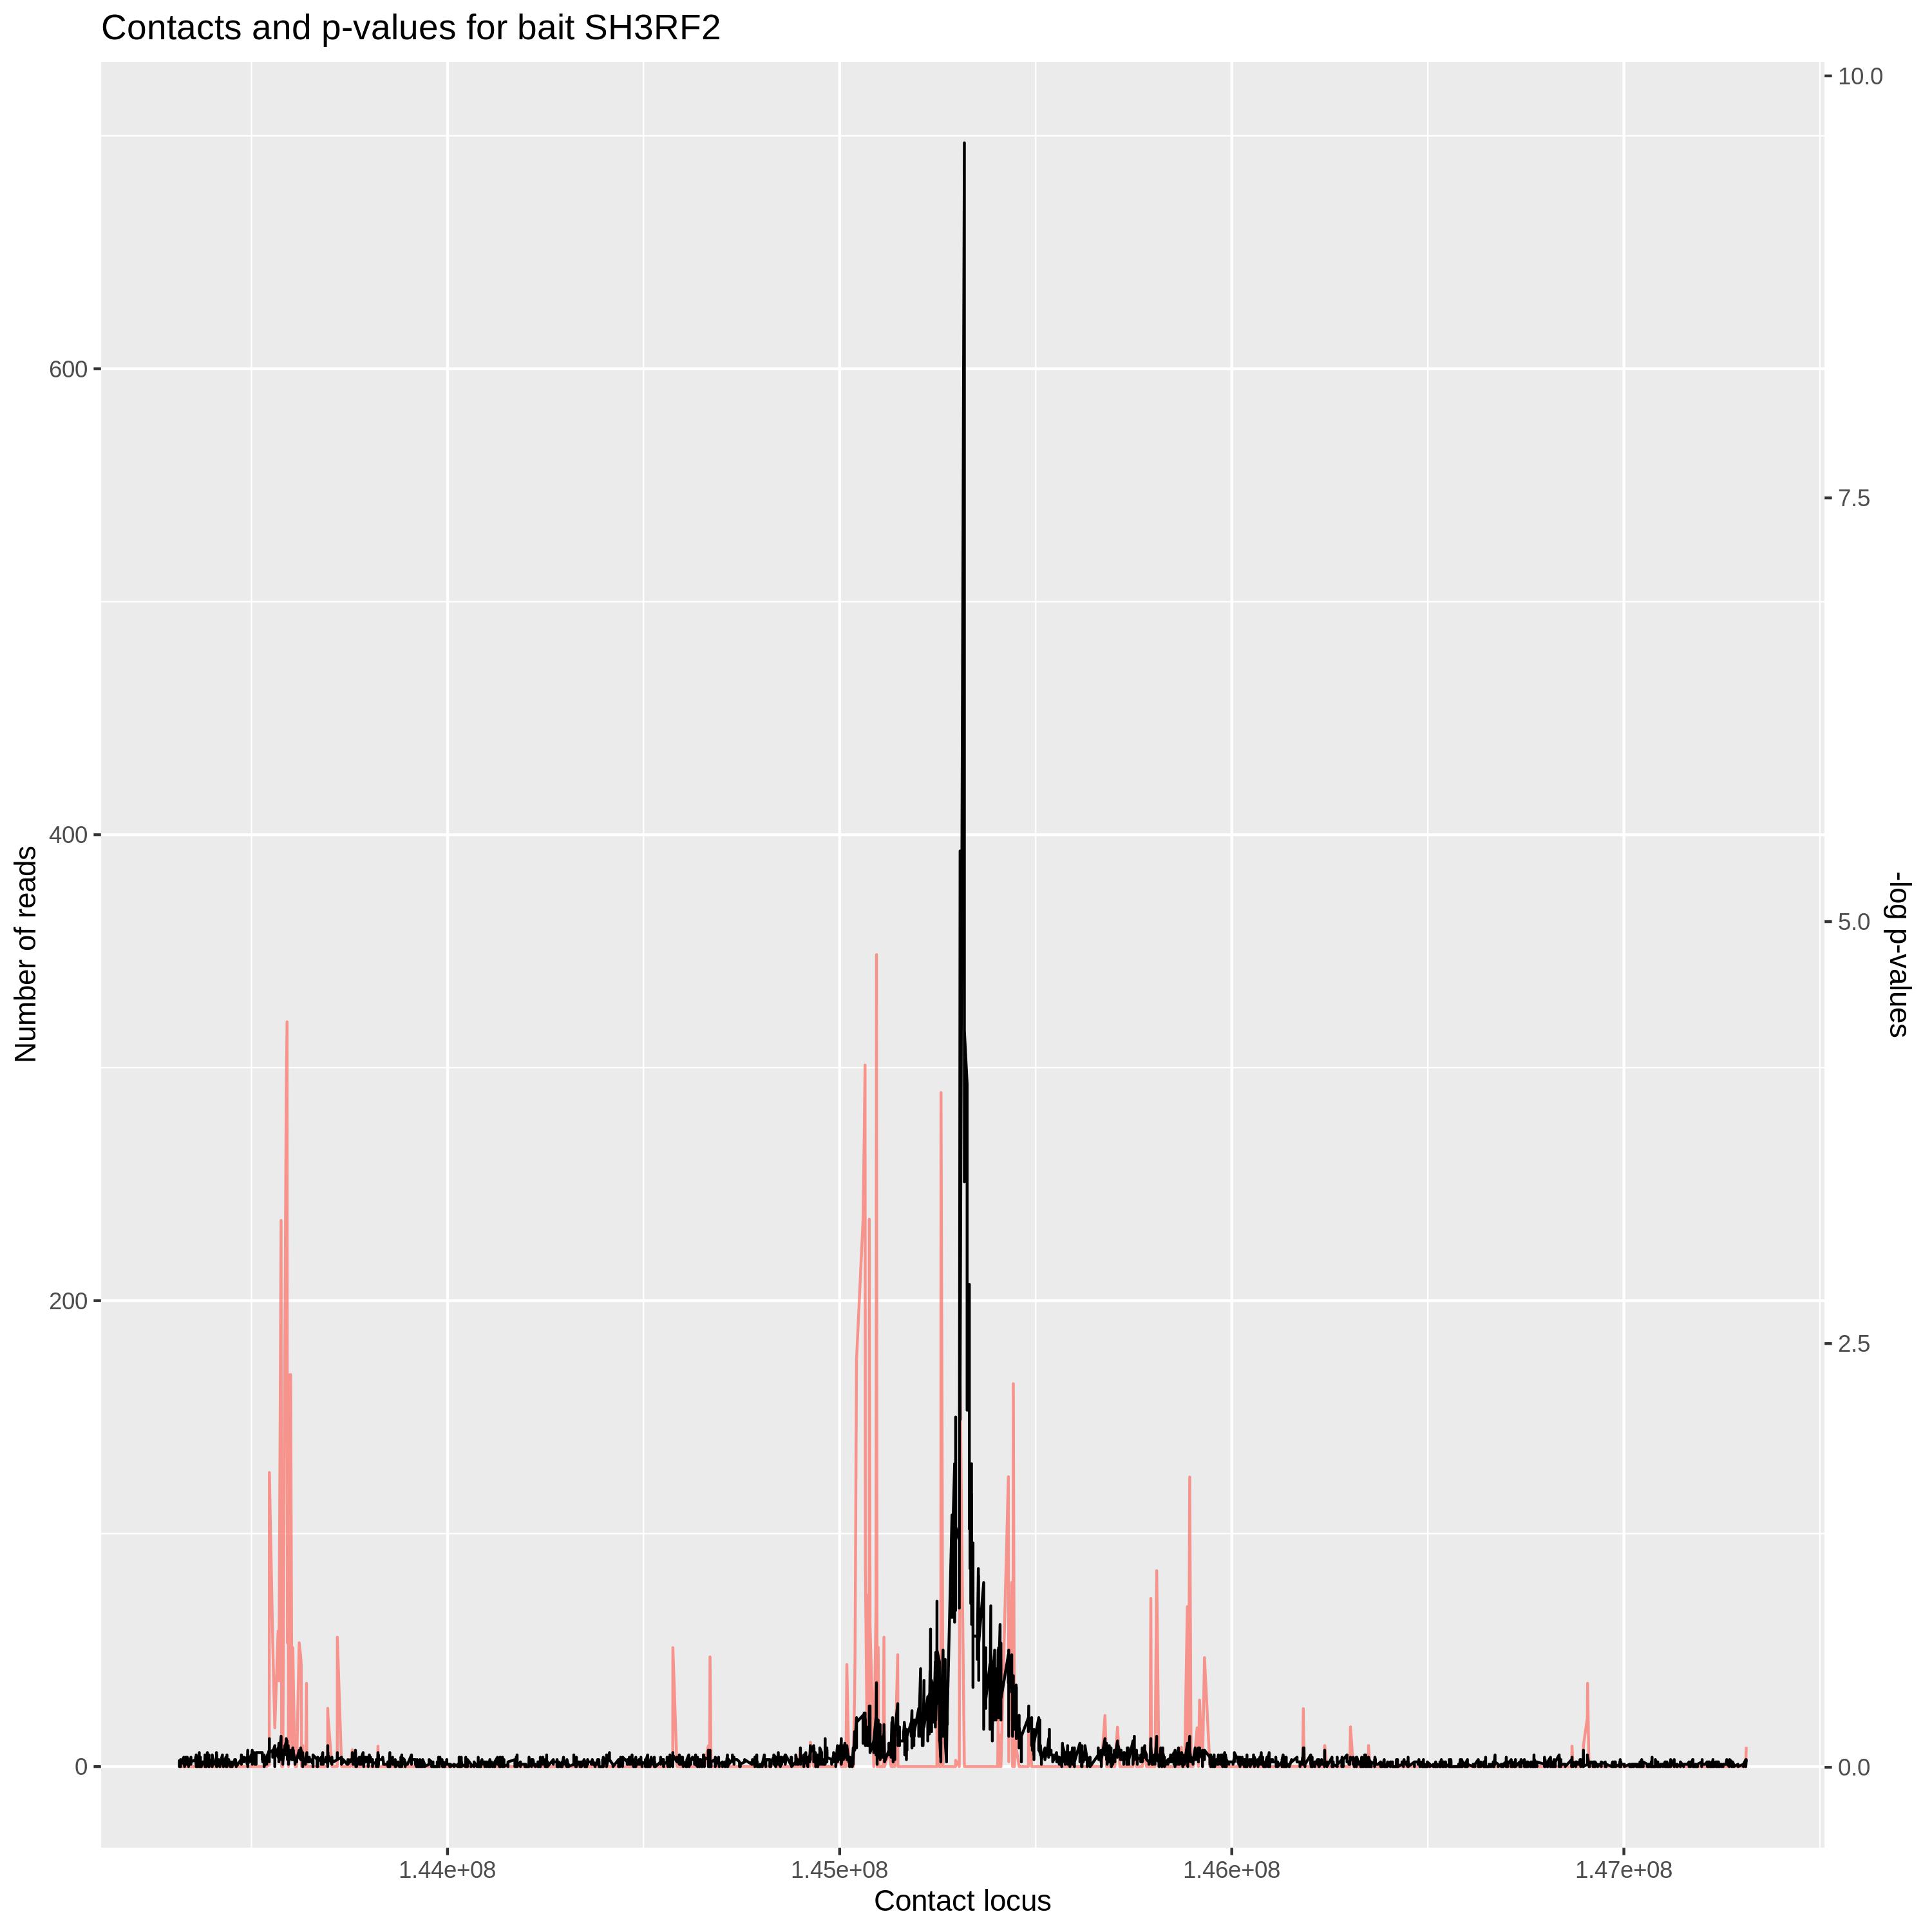 Contacts and p-values for bait SH3RF2
10.0
7.5
5.0
2.5
0.0
600
400
200
0
Number of reads
-log p-values
1.44e+08 1.45e+08 1.46e+08 1.47e+08
Contact locus